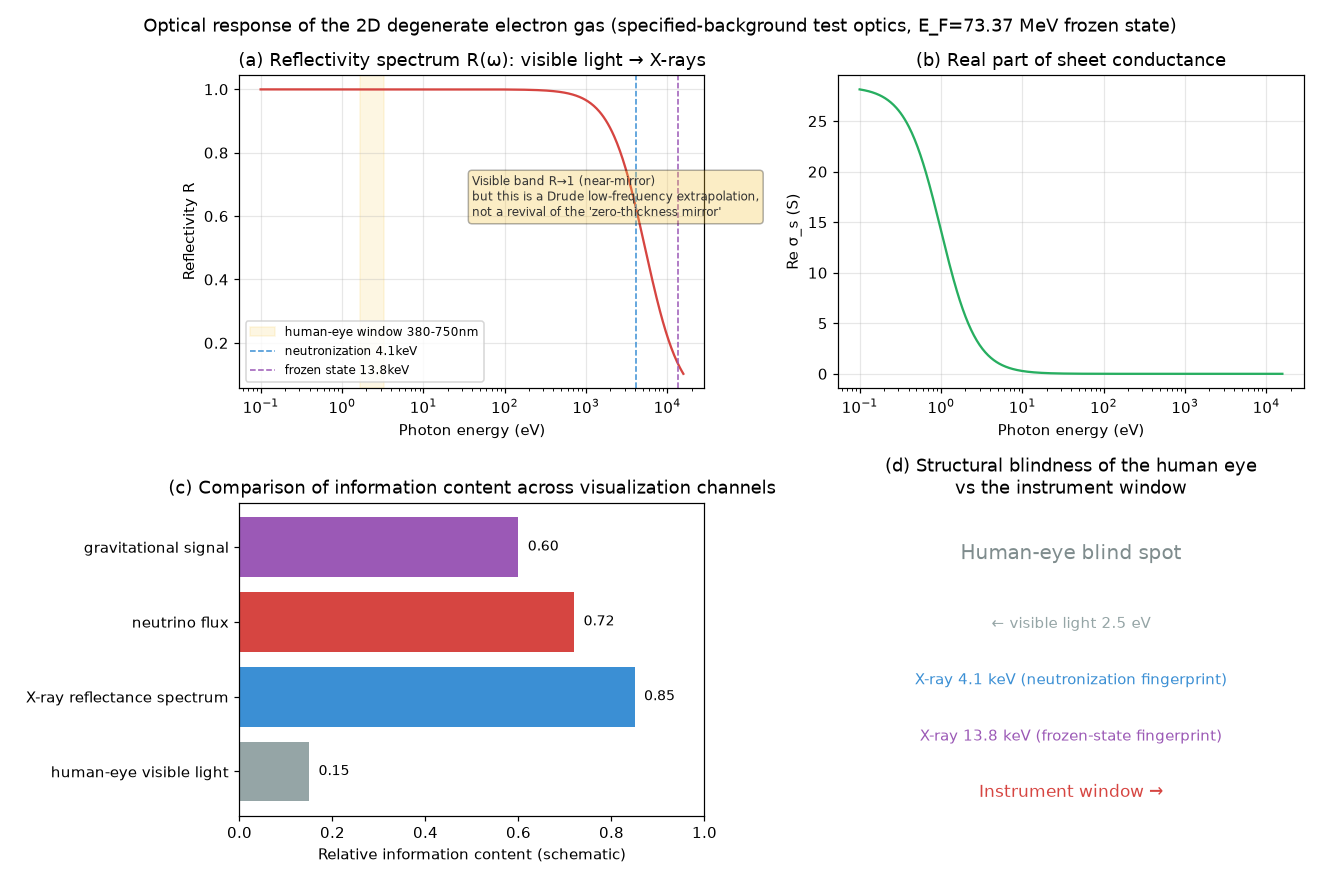 Optical response of the 2D degenerate electron gas (specified-background test optics, E_F=73.37 MeV frozen state)
(a) Reflectivity spectrum R(ω): visible light → X-rays
Reflectivity R
1.0
0.8
0.6
0.4
0.2
Visible band R→1 (near-mirror)
but this is a Drude low-frequency extrapolation,
not a revival of the 'zero-thickness mirror'
human-eye window 380-750nm
neutronization 4.1keV
frozen state 13.8keV
10⁻¹ 10⁰ 10¹ 10² 10³ 10⁴
Photon energy (eV)
(b) Real part of sheet conductance
Re σ_s (S)
25
20
15
10
5
0
10⁻¹ 10⁰ 10¹ 10² 10³ 10⁴
Photon energy (eV)
(c) Comparison of information content across visualization channels
gravitational signal 0.60
neutrino flux 0.72
X-ray reflectance spectrum 0.85
human-eye visible light 0.15
0.0 0.2 0.4 0.6 0.8 1.0
Relative information content (schematic)
(d) Structural blindness of the human eye
vs the instrument window
Human-eye blind spot
← visible light 2.5 eV
X-ray 4.1 keV (neutronization fingerprint)
X-ray 13.8 keV (frozen-state fingerprint)
Instrument window →